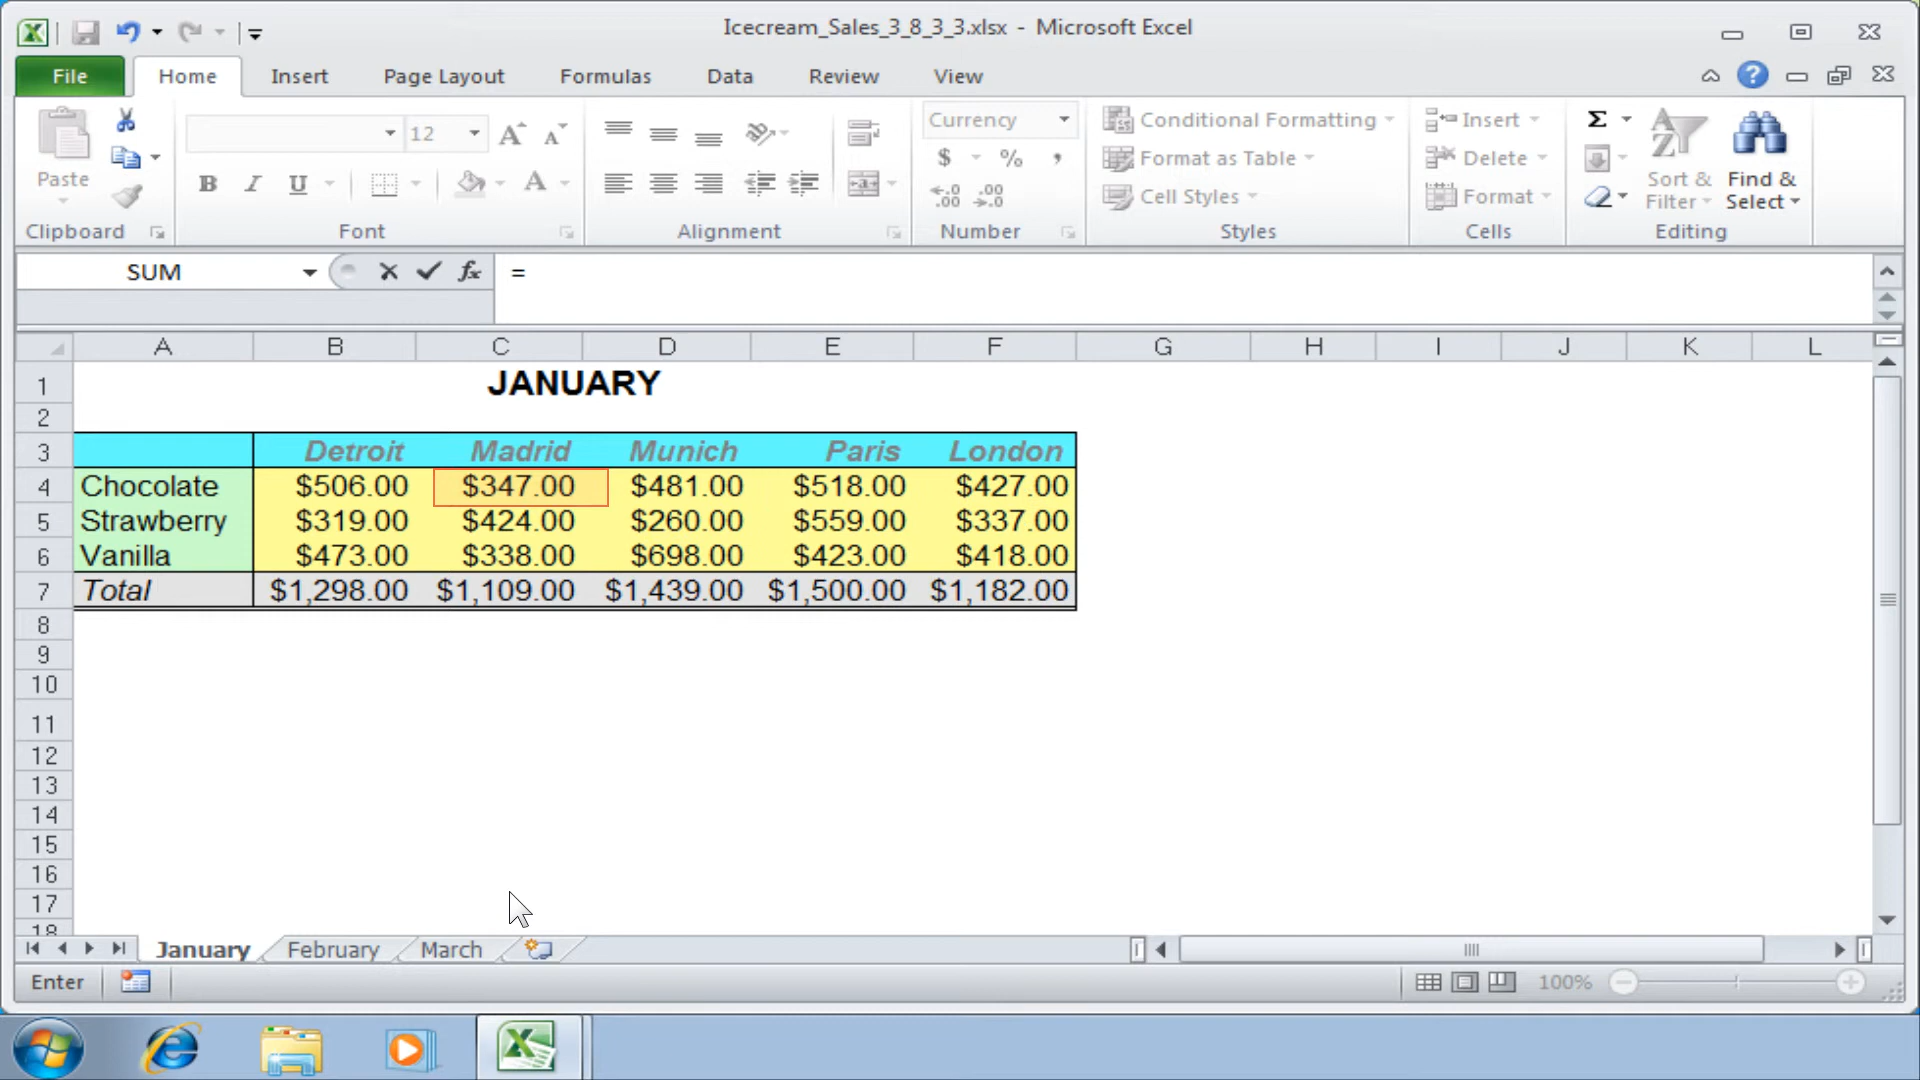 Icecream_Sales_3_8_3_3.xlsx - Microsoft Excel
File Home Insert Page Layout Formulas Data Review View
Paste
12
A A
B I U A
Currency
$ % ,
Conditional Formatting
Format as Table
Cell Styles
Insert
Delete
Format
Σ
Sort & Filter
Find & Select
Clipboard Font Alignment Number Styles Cells Editing
SUM fx =
A B C D E F G H I J K L
1 JANUARY
2
3 Detroit Madrid Munich Paris London
4 Chocolate $506.00 $347.00 $481.00 $518.00 $427.00
5 Strawberry $319.00 $424.00 $260.00 $559.00 $337.00
6 Vanilla $473.00 $338.00 $698.00 $423.00 $418.00
7 Total $1,298.00 $1,109.00 $1,439.00 $1,500.00 $1,182.00
8
9
10
11
12
13
14
15
16
17
18
January February March
Enter 100%